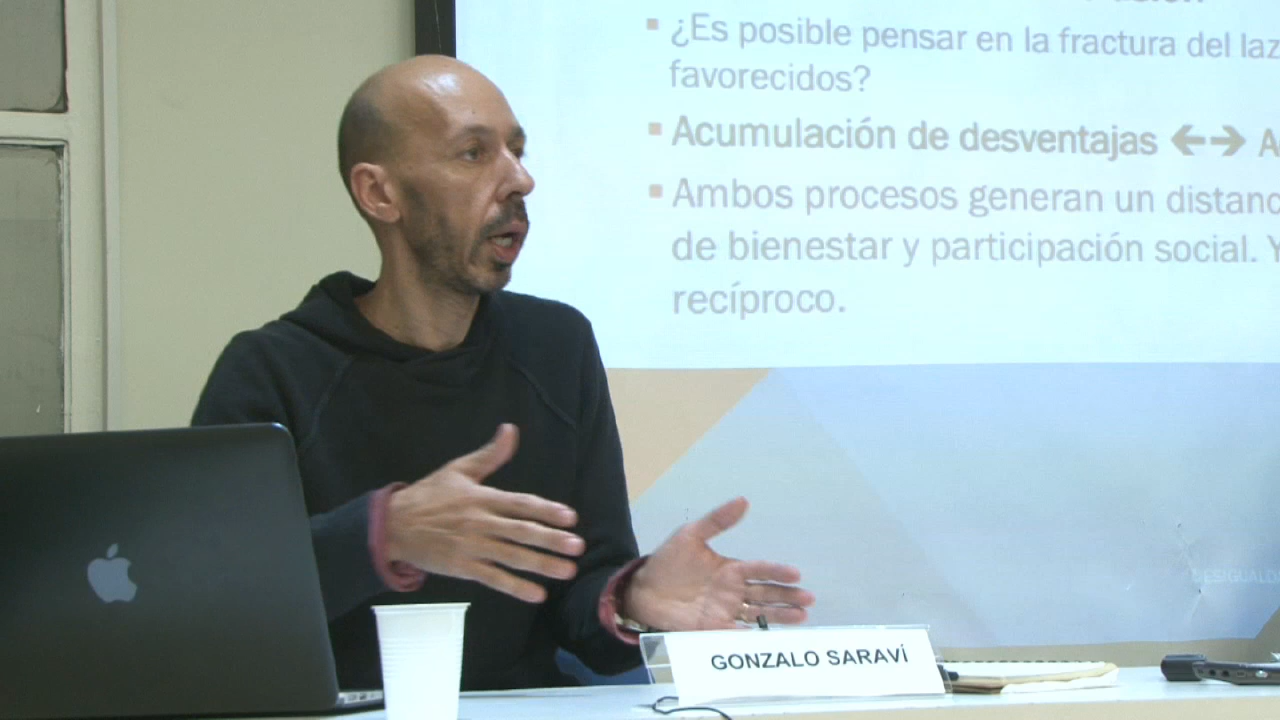 ¿Es posible pensar en la fractura del laz
favorecidos?
Acumulación de desventajas ←→ A
Ambos procesos generan un distanc
de bienestar y participación social. Y
recíproco.
DESIGUALD
GONZALO SARAVÍ